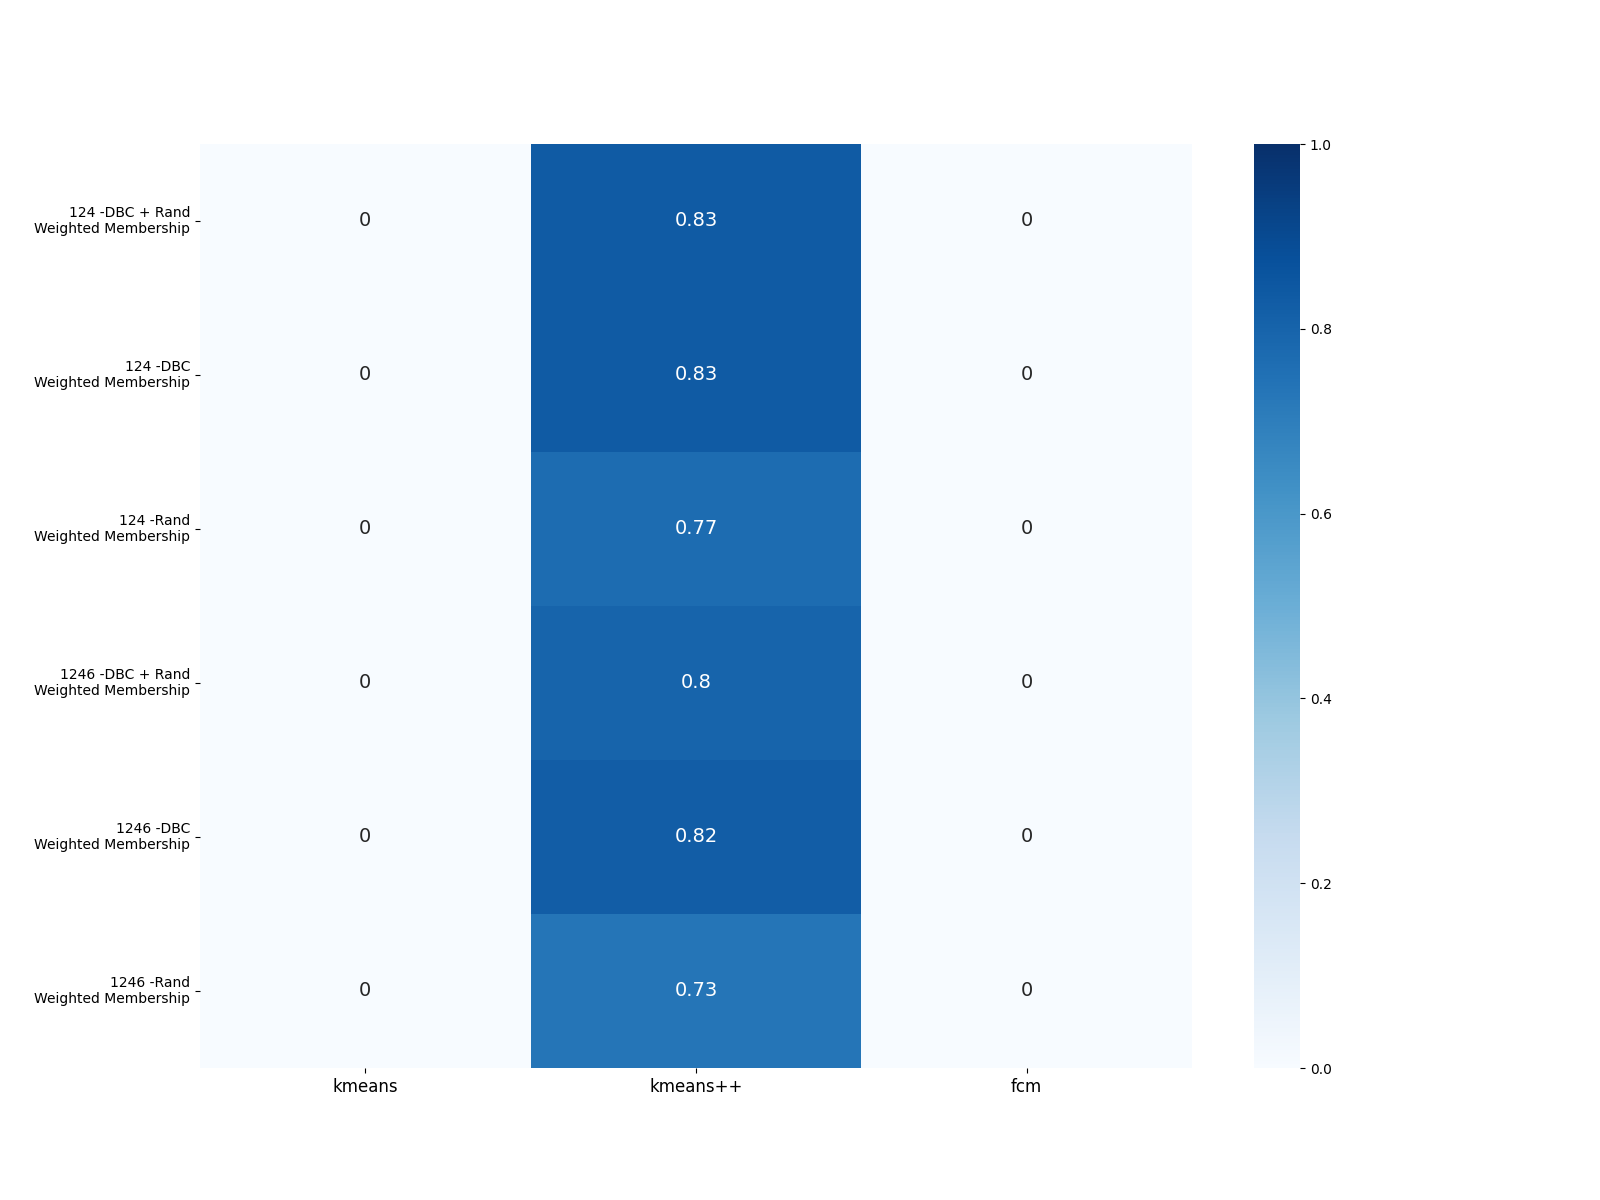 124 -DBC + Rand
Weighted Membership
0 0.83 0
124 -DBC
Weighted Membership
0 0.83 0
124 -Rand
Weighted Membership
0 0.77 0
1246 -DBC + Rand
Weighted Membership
0 0.8 0
1246 -DBC
Weighted Membership
0 0.82 0
1246 -Rand
Weighted Membership
0 0.73 0
kmeans kmeans++ fcm
1.0
0.8
0.6
0.4
0.2
0.0